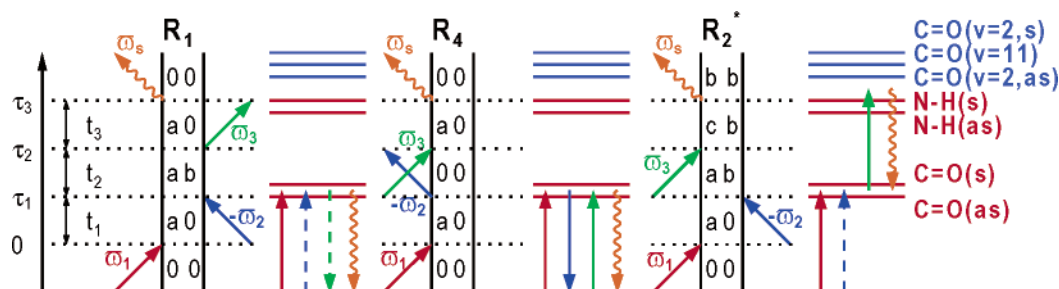 R1
R4
R2*
ϖs
ϖs
ϖs
0 0
0 0
b b
C=O(v=2,s)
C=O(v=11)
C=O(v=2,as)
τ3
t3
a 0
ϖ3
a 0
ϖ3
c b
N-H(s)
N-H(as)
τ2
t2
a b
0 0
-ϖ2
ϖ3
a b
C=O(s)
τ1
t1
a 0
-ϖ2
a 0
a 0
-ϖ2
C=O(as)
0
ϖ1
0 0
ϖ1
0 0
ϖ1
0 0